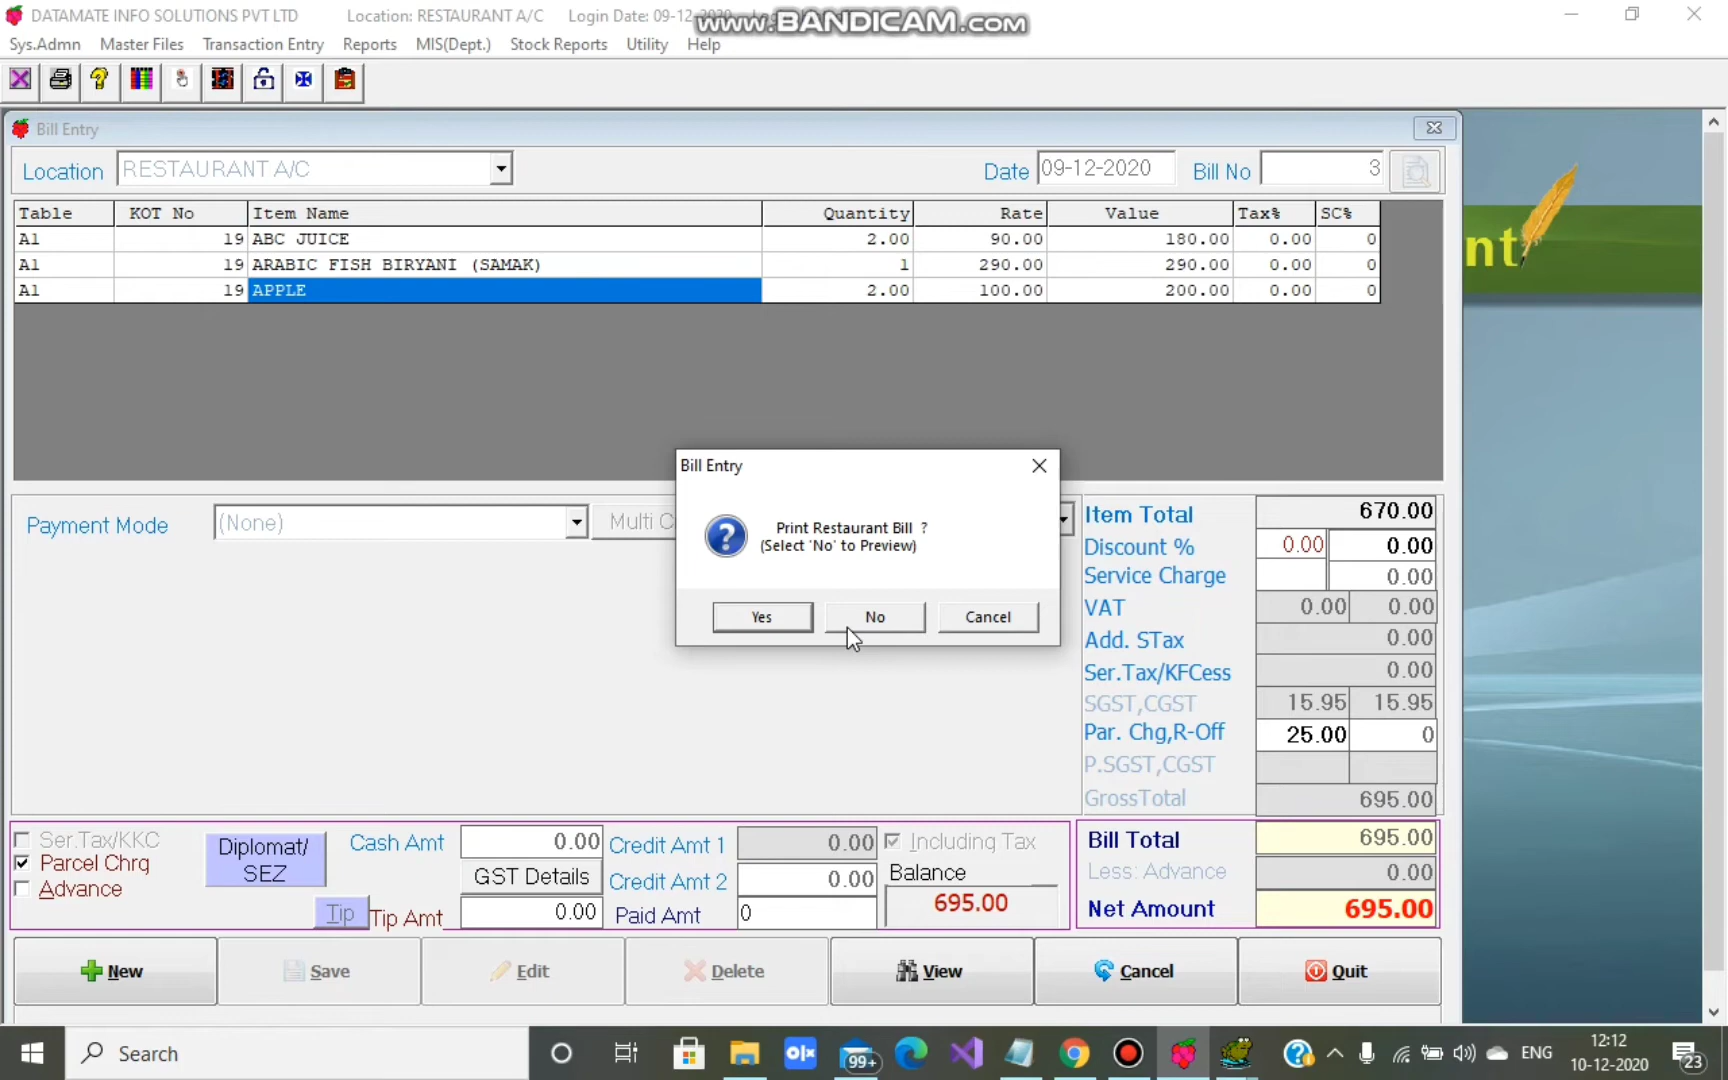 DATAMATE INFO SOLUTIONS PVT LTD Location: RESTAURANT A/C Login Date: 09-12-2020
www.BANDICAM.com
Sys.Admn Master Files Transaction Entry Reports MIS(Dept.) Stock Reports Utility Help
Bill Entry
Location RESTAURANT A/C Date 09-12-2020 Bill No 3
Table KOT No Item Name Quantity Rate Value Tax% SC%
A1 19 ABC JUICE 2.00 90.00 180.00 0.00 0
A1 19 ARABIC FISH BIRYANI (SAMAK) 1 290.00 290.00 0.00 0
A1 19 APPLE 2.00 100.00 200.00 0.00 0
nt
Bill Entry
Print Restaurant Bill ?
(Select 'No' to Preview)
Yes No Cancel
Payment Mode (None) Multi C
Item Total 670.00
Discount % 0.00 0.00
Service Charge 0.00
VAT 0.00 0.00
Add. STax 0.00
Ser.Tax/KFCess 0.00
SGST,CGST 15.95 15.95
Par. Chg,R-Off 25.00 0
P.SGST,CGST
GrossTotal 695.00
Ser.Tax/KKC
Parcel Chrg
Advance
Diplomat/
SEZ
Tip
Cash Amt 0.00
GST Details
Tip Amt 0.00
Credit Amt 1 0.00
Credit Amt 2 0.00
Paid Amt 0
Including Tax
Balance
695.00
Bill Total 695.00
Less: Advance 0.00
Net Amount 695.00
New Save Edit Delete View Cancel Quit
Search
olx
99+
ENG
12:12
10-12-2020
23